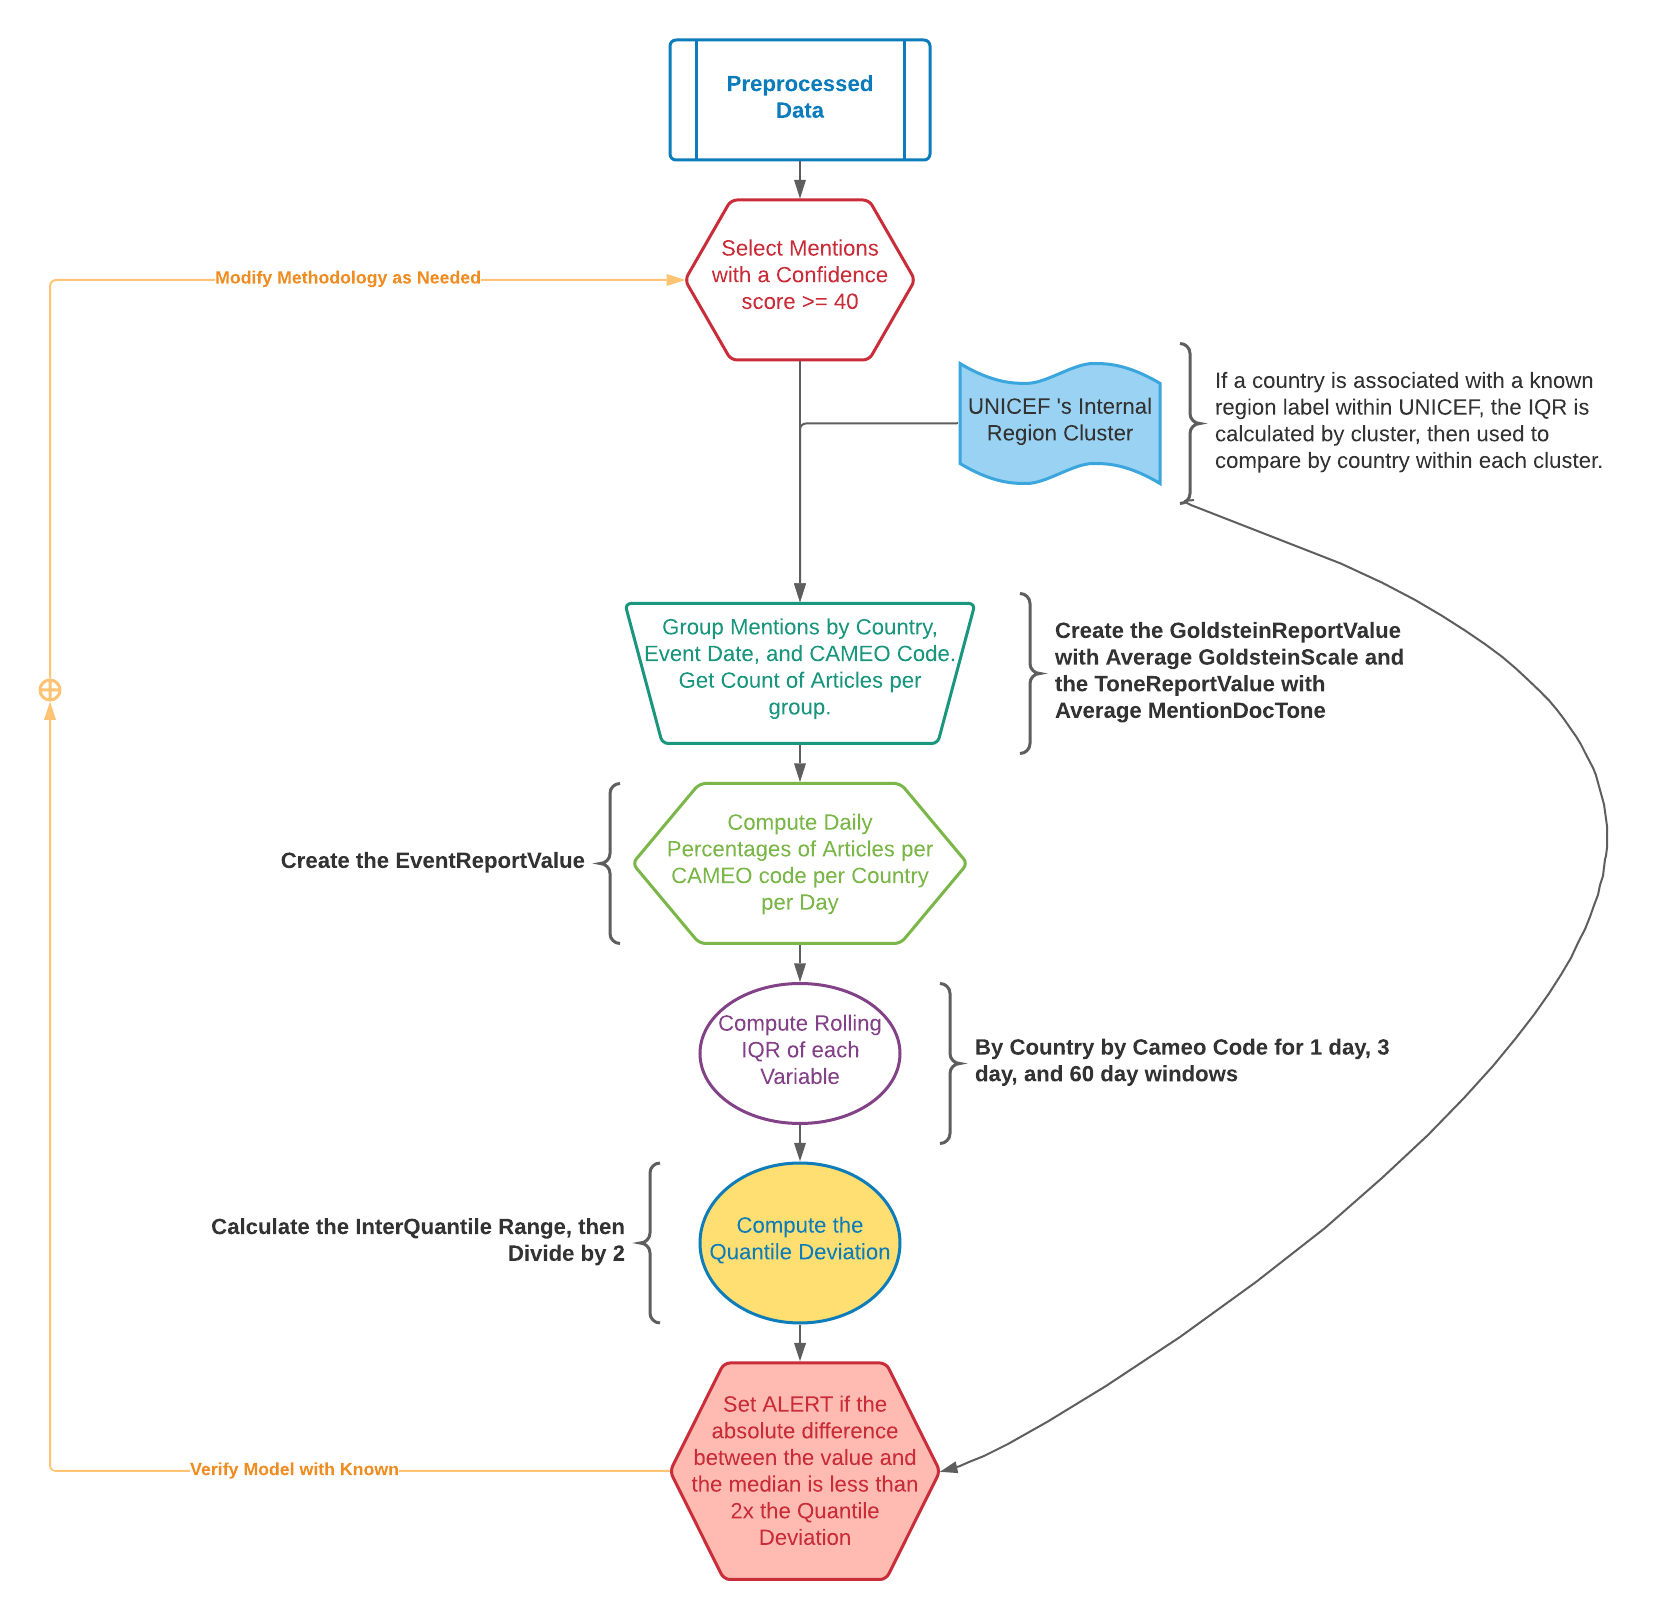 Preprocessed
Data
Select Mentions
with a Confidence
score >= 40
Modify Methodology as Needed
UNICEF 's Internal
Region Cluster
If a country is associated with a known
region label within UNICEF, the IQR is
calculated by cluster, then used to
compare by country within each cluster.
Group Mentions by Country,
Event Date, and CAMEO Code.
Get Count of Articles per
group.
Create the GoldsteinReportValue
with Average GoldsteinScale and
the ToneReportValue with
Average MentionDocTone
Compute Daily
Percentages of Articles per
CAMEO code per Country
per Day
Create the EventReportValue
Compute Rolling
IQR of each
Variable
By Country by Cameo Code for 1 day, 3
day, and 60 day windows
Compute the
Quantile Deviation
Calculate the InterQuantile Range, then
Divide by 2
Set ALERT if the
absolute difference
between the value and
the median is less than
2x the Quantile
Deviation
Verify Model with Known